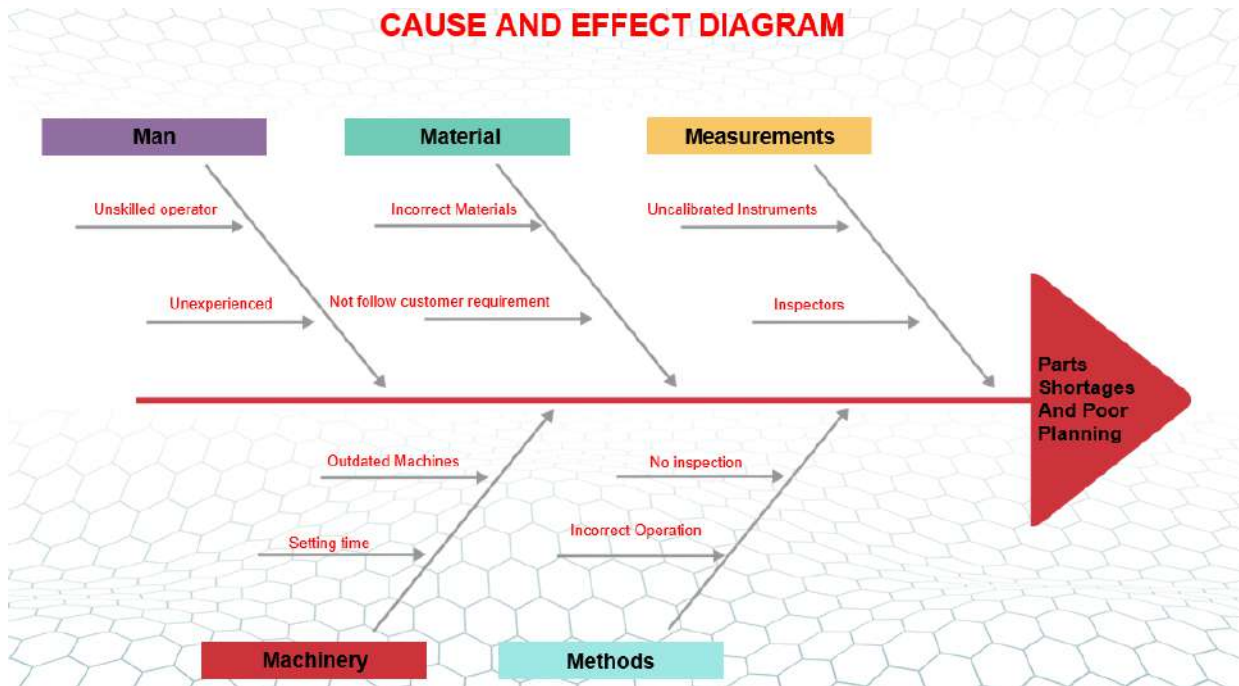 CAUSE AND EFFECT DIAGRAM
Man
Material
Measurements
Unskilled operator
Incorrect Materials
Uncalibrated Instruments
Unexperienced
Not follow customer requirement
Inspectors
Parts
Shortages
And Poor
Planning
Outdated Machines
No inspection
Setting time
Incorrect Operation
Machinery
Methods